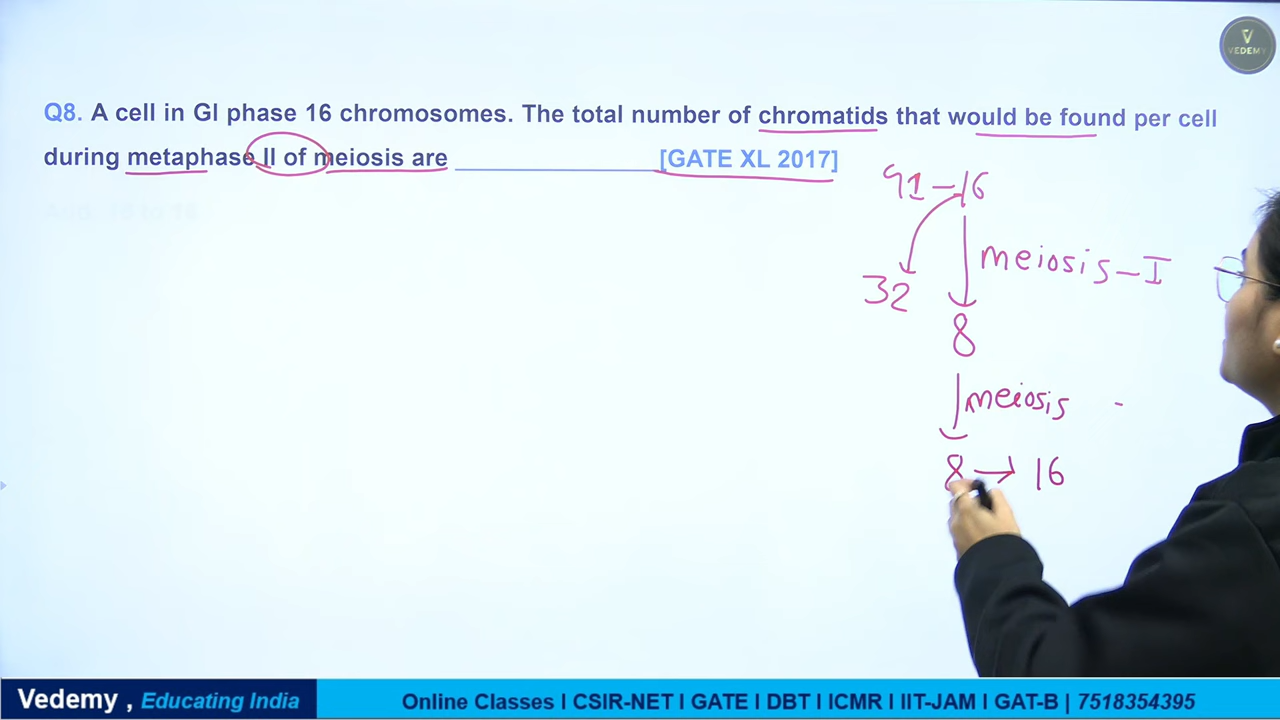 VEDEMY
Q8. A cell in GI phase 16 chromosomes. The total number of chromatids that would be found per cell
during metaphase II of meiosis are ____________ [GATE XL 2017]
G1 – 16
meiosis – I
32
8
meiosis -
8 → 16
Vedemy , Educating India
Online Classes I CSIR-NET I GATE I DBT I ICMR I IIT-JAM I GAT-B | 7518354395